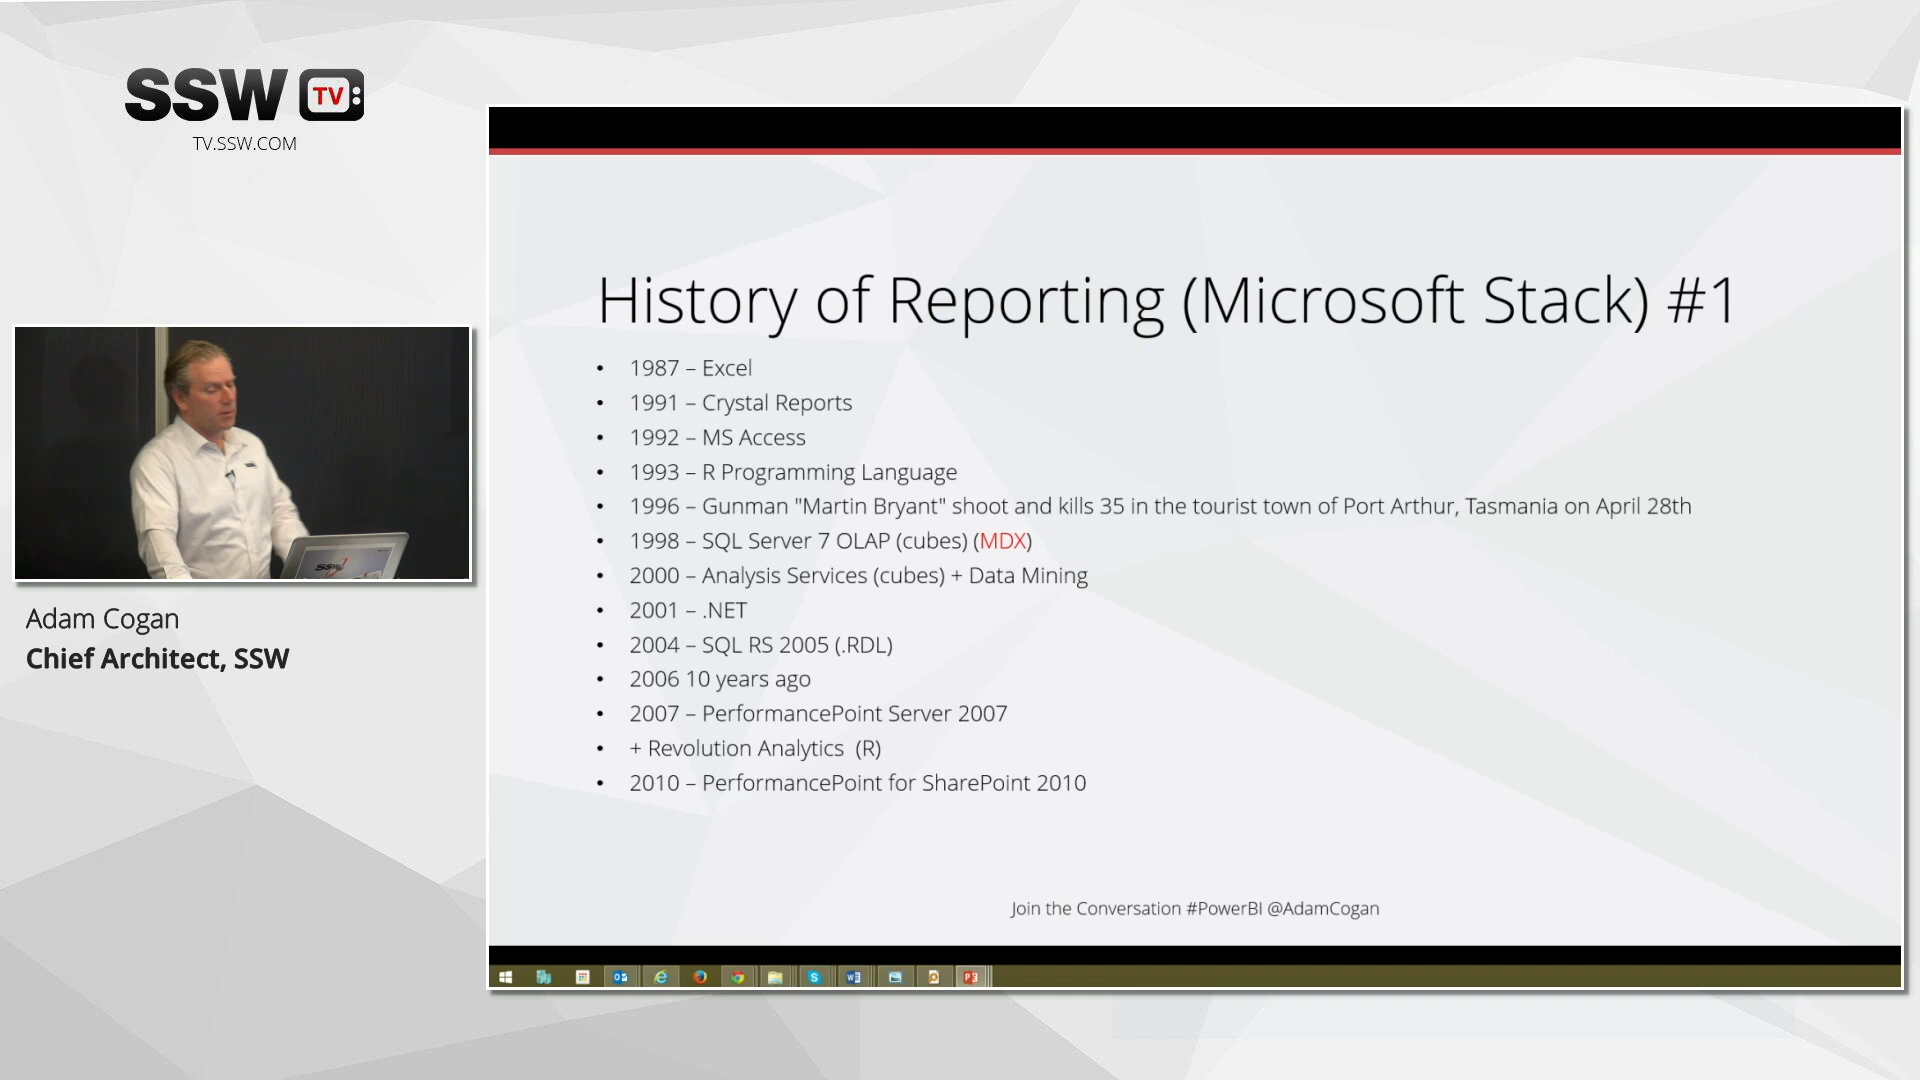 SSW TV
TV.SSW.COM
History of Reporting (Microsoft Stack) #1
• 1987 – Excel
• 1991 – Crystal Reports
• 1992 – MS Access
• 1993 – R Programming Language
• 1996 – Gunman "Martin Bryant" shoot and kills 35 in the tourist town of Port Arthur, Tasmania on April 28th
• 1998 – SQL Server 7 OLAP (cubes) (MDX)
• 2000 – Analysis Services (cubes) + Data Mining
• 2001 – .NET
• 2004 – SQL RS 2005 (.RDL)
• 2006 10 years ago
• 2007 – PerformancePoint Server 2007
• + Revolution Analytics (R)
• 2010 – PerformancePoint for SharePoint 2010
Join the Conversation #PowerBI @AdamCogan
SSW
Adam Cogan
Chief Architect, SSW